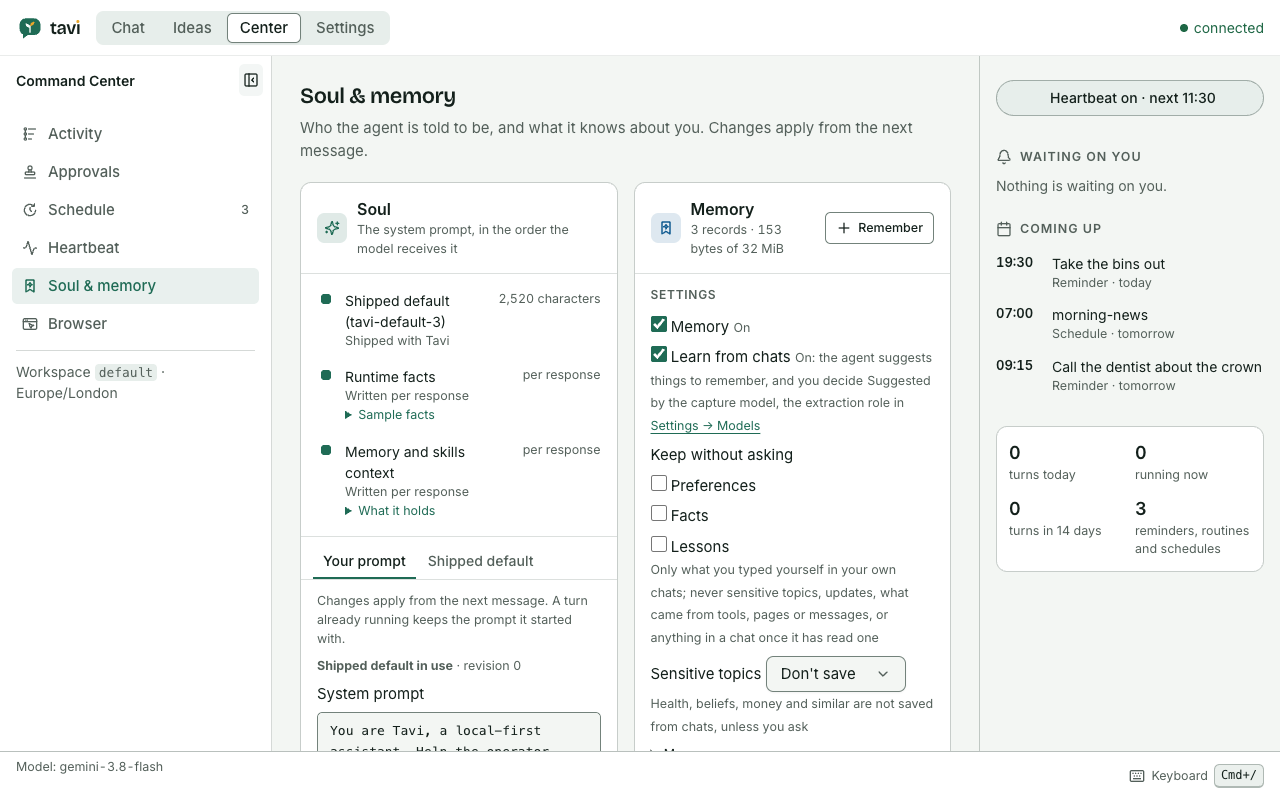 tavi
Chat
Ideas
Center
Settings
connected
Command Center
Activity
Approvals
Schedule
3
Heartbeat
Soul & memory
Browser
Workspace default ·
Europe/London
Soul & memory
Who the agent is told to be, and what it knows about you. Changes apply from the next
message.
Soul
The system prompt, in the order the
model receives it
Shipped default
(tavi-default-3)
2,520 characters
Shipped with Tavi
Runtime facts
per response
Written per response
Sample facts
Memory and skills
context
per response
Written per response
What it holds
Your prompt
Shipped default
Changes apply from the next message. A turn
already running keeps the prompt it started
with.
Shipped default in use · revision 0
System prompt
You are Tavi, a local-first
assistant. Help the operator
Memory
3 records · 153
bytes of 32 MiB
+ Remember
SETTINGS
Memory On
Learn from chats On: the agent suggests
things to remember, and you decide Suggested
by the capture model, the extraction role in
Settings → Models
Keep without asking
Preferences
Facts
Lessons
Only what you typed yourself in your own
chats; never sensitive topics, updates, what
came from tools, pages or messages, or
anything in a chat once it has read one
Sensitive topics Don't save
Health, beliefs, money and similar are not saved
from chats, unless you ask
Heartbeat on · next 11:30
WAITING ON YOU
Nothing is waiting on you.
COMING UP
19:30 Take the bins out
Reminder · today
07:00 morning-news
Schedule · tomorrow
09:15 Call the dentist about the crown
Reminder · tomorrow
0
turns today
0
running now
0
turns in 14 days
3
reminders, routines
and schedules
Model: gemini-3.8-flash
Keyboard Cmd+/